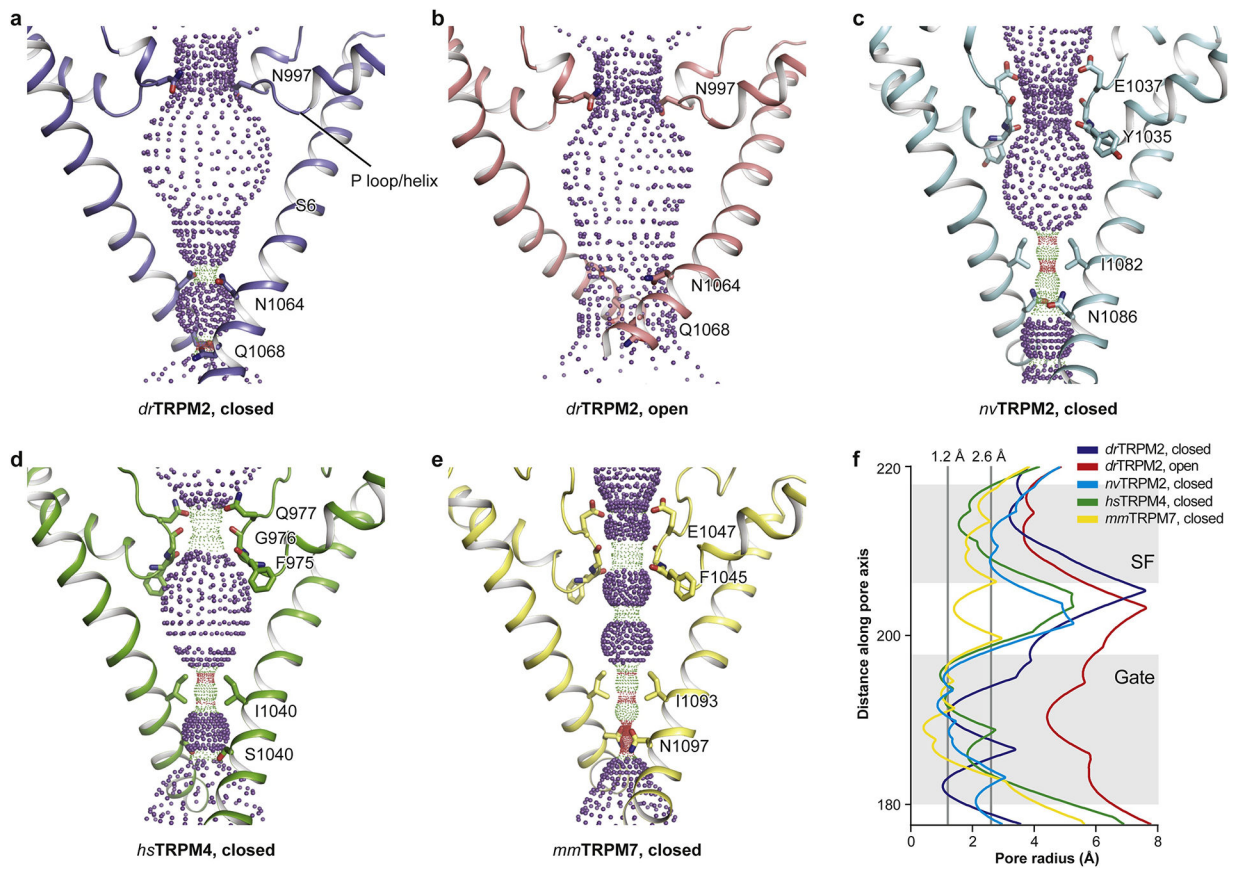 a
N997
P loop/helix
S6
N1064
Q1068
drTRPM2, closed
b
N997
N1064
Q1068
drTRPM2, open
c
E1037
Y1035
I1082
N1086
nvTRPM2, closed
d
Q977
G976
F975
I1040
S1040
hsTRPM4, closed
e
E1047
F1045
I1093
N1097
mmTRPM7, closed
f
1.2 Å 2.6 Å
drTRPM2, closed
drTRPM2, open
nvTRPM2, closed
hsTRPM4, closed
mmTRPM7, closed
SF
Gate
220
200
180
Distance along pore axis
0 2 4 6 8
Pore radius (Å)